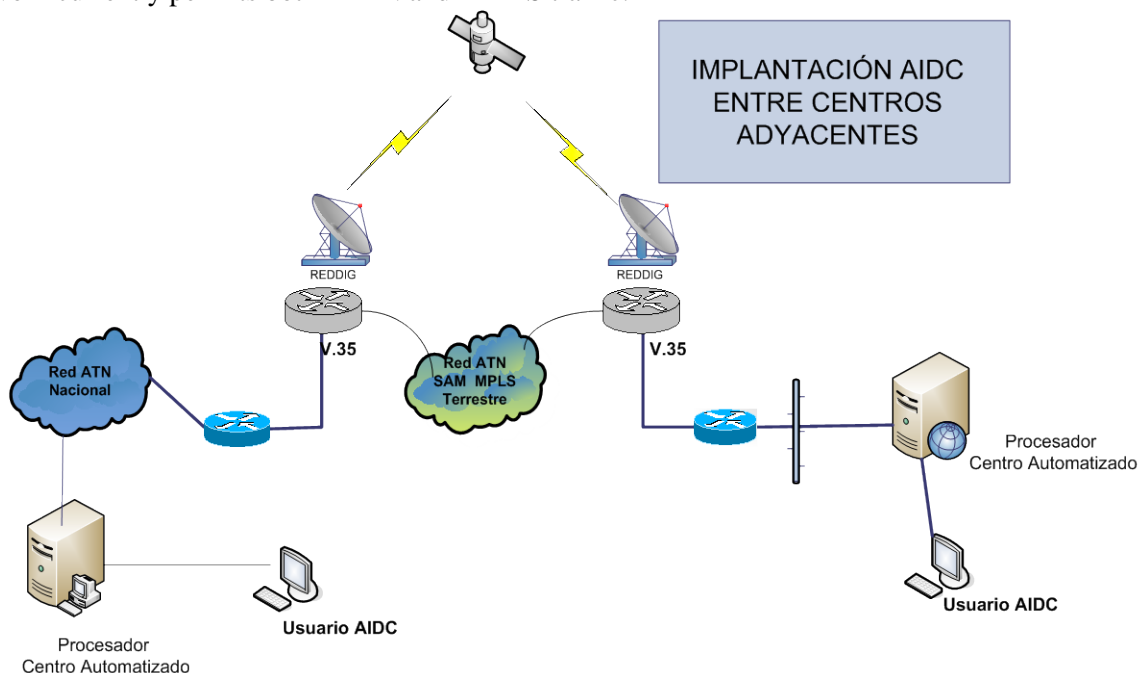 IMPLANTACIÓN AIDC
ENTRE CENTROS
ADYACENTES
REDDIG
REDDIG
V.35
V.35
Red ATN
Nacional
Red ATN
SAM MPLS
Terrestre
Procesador
Centro Automatizado
Usuario AIDC
Usuario AIDC
Procesador
Centro Automatizado